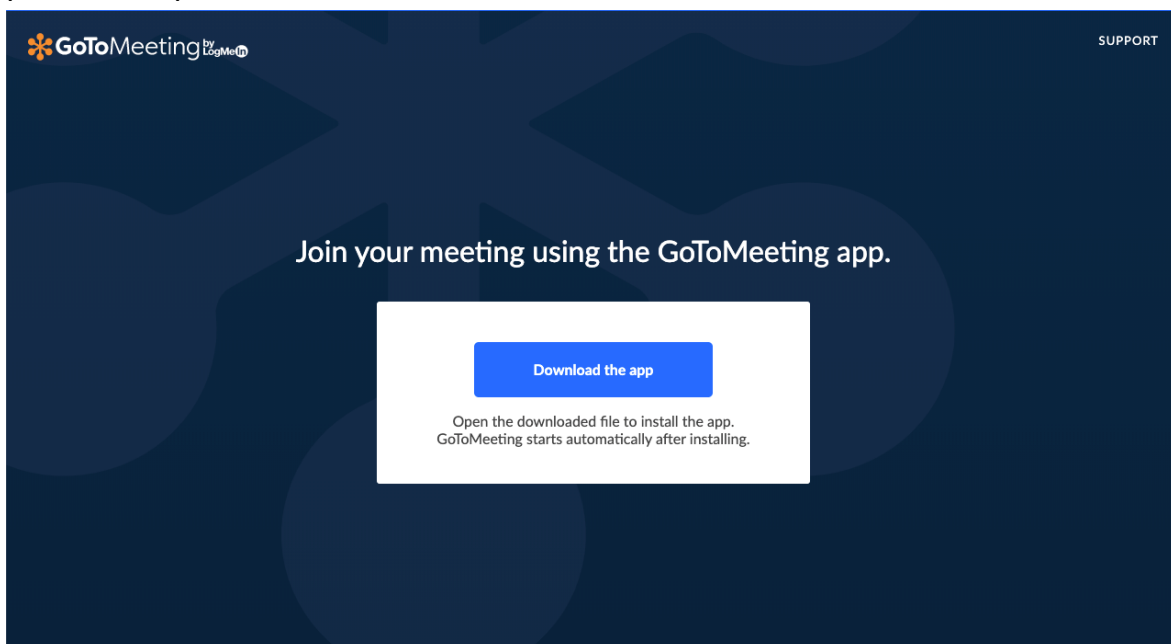 GoToMeeting by LogMeIn
SUPPORT
Join your meeting using the GoToMeeting app.
Download the app
Open the downloaded file to install the app.
GoToMeeting starts automatically after installing.